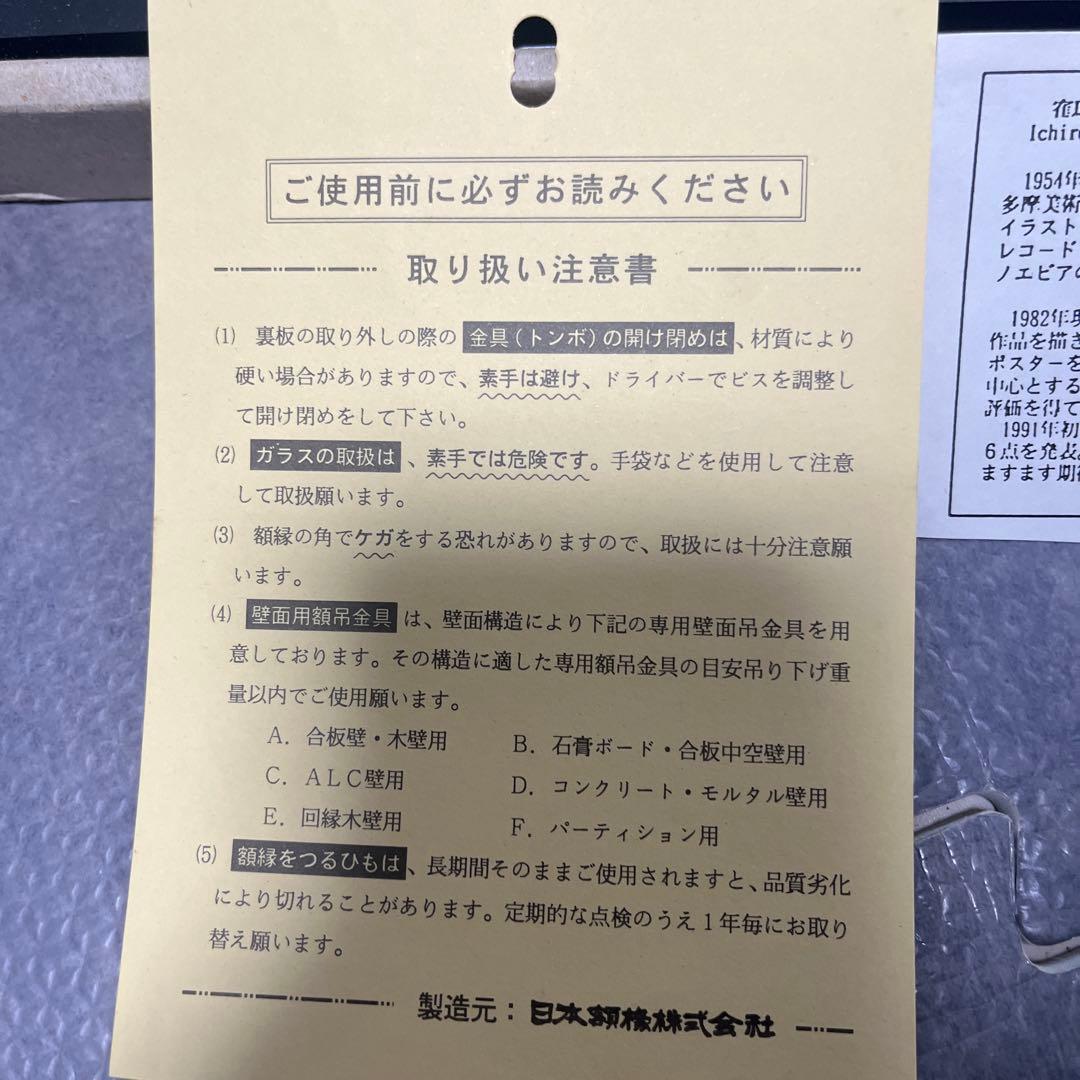 ご使用前に必ずお読みください
取り扱い注意書
(1) 裏板の取り外しの際の 金具(トンボ)の開け閉めは 、材質により
硬い場合がありますので、素手は避け、ドライバーでビスを調整し
て開け閉めをして下さい。
(2) ガラスの取扱は 、素手では危険です。手袋などを使用して注意
して取扱願います。
(3) 額縁の角でケガをする恐れがありますので、取扱には十分注意願
います。
(4) 壁面用額吊金具 は、壁面構造により下記の専用壁面吊金具を用
意しております。その構造に適した専用額吊金具の目安吊り下げ重
量以内でご使用願います。
A．合板壁・木壁用
B．石膏ボード・合板中空壁用
C．ALC壁用
D．コンクリート・モルタル壁用
E．回縁木壁用
F．パーティション用
(5) 額縁をつるひもは 、長期間そのままご使用されますと、品質劣化
により切れることがあります。定期的な点検のうえ1年毎にお取り
替え願います。
製造元：日本額椽株式会社
Ichiro
1954年
多摩美術
イラスト
レコード
ノエビアの
1982年
作品を描き
ポスターを
中心とする
評価を得て
1991年初
6点を発表
ますます期